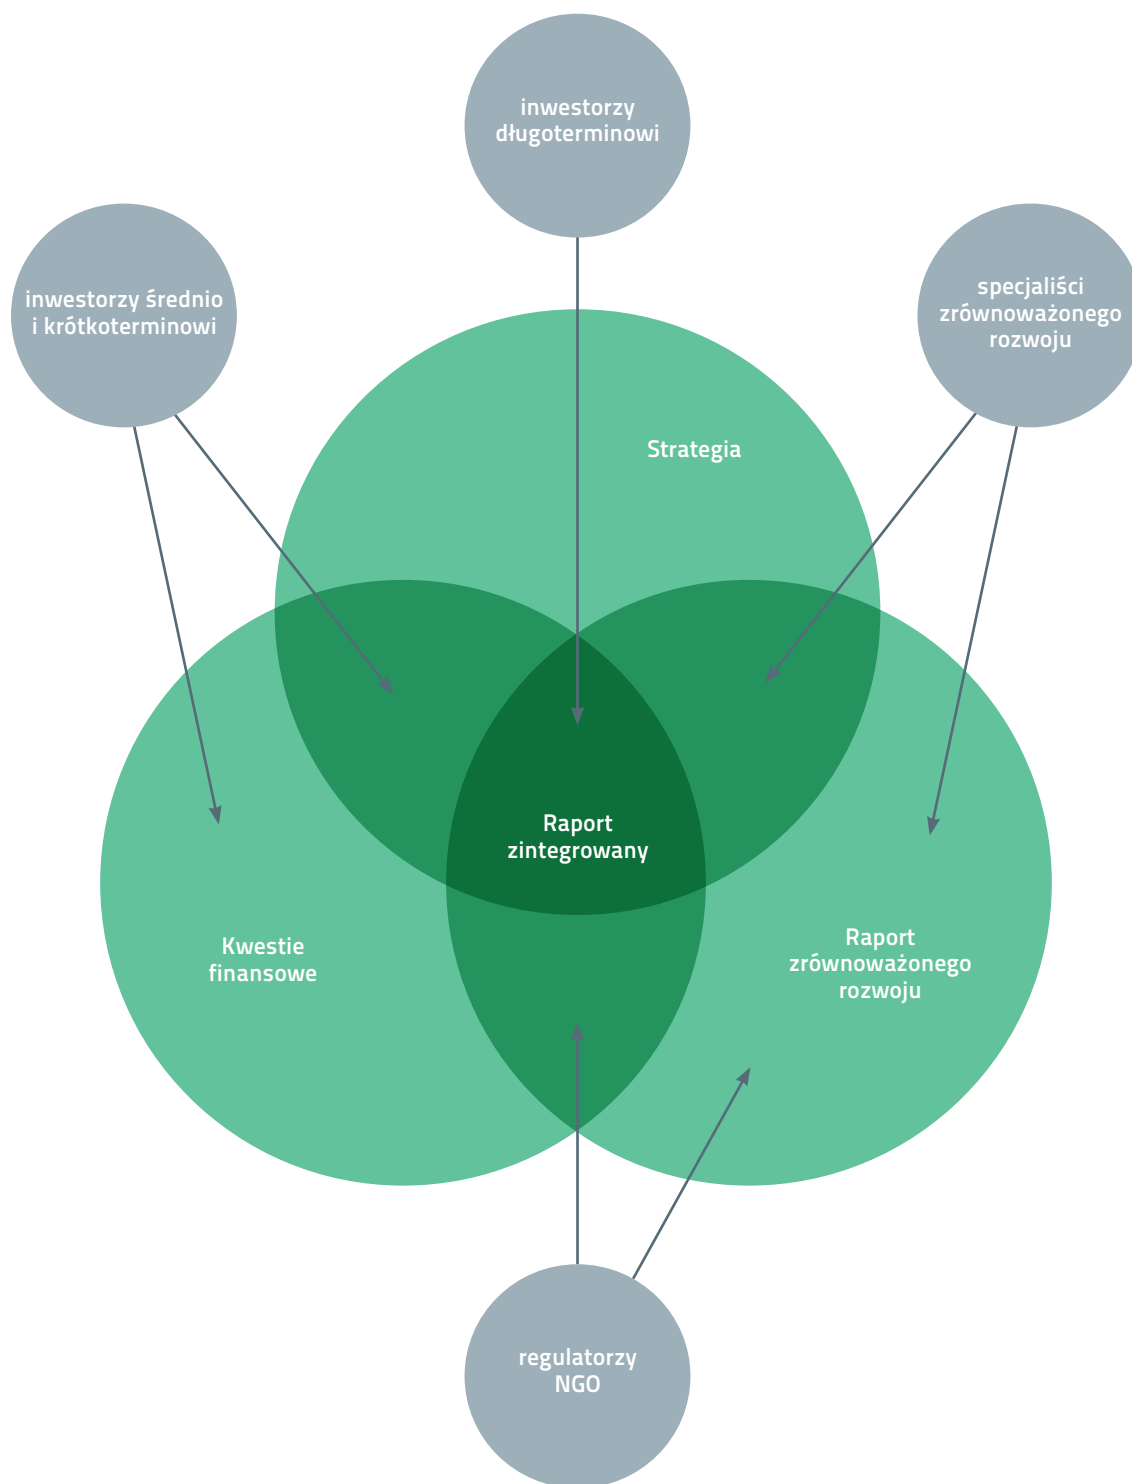 inwestorzy
długoterminowi
inwestorzy średnio
i krótkoterminowi
specjaliści
zrównoważonego
rozwoju
Strategia
Raport
zintegrowany
Kwestie
finansowe
Raport
zrównoważonego
rozwoju
regulatorzy
NGO